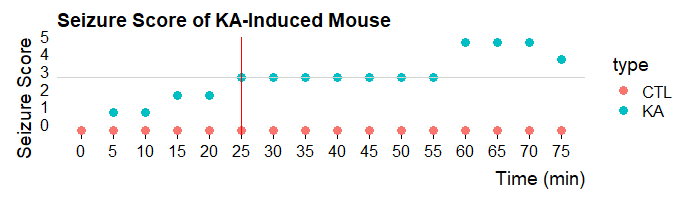 Seizure Score of KA-Induced Mouse
Seizure Score
5
4
3
2
1
0
0 5 10 15 20 25 30 35 40 45 50 55 60 65 70 75
Time (min)
type
CTL
KA